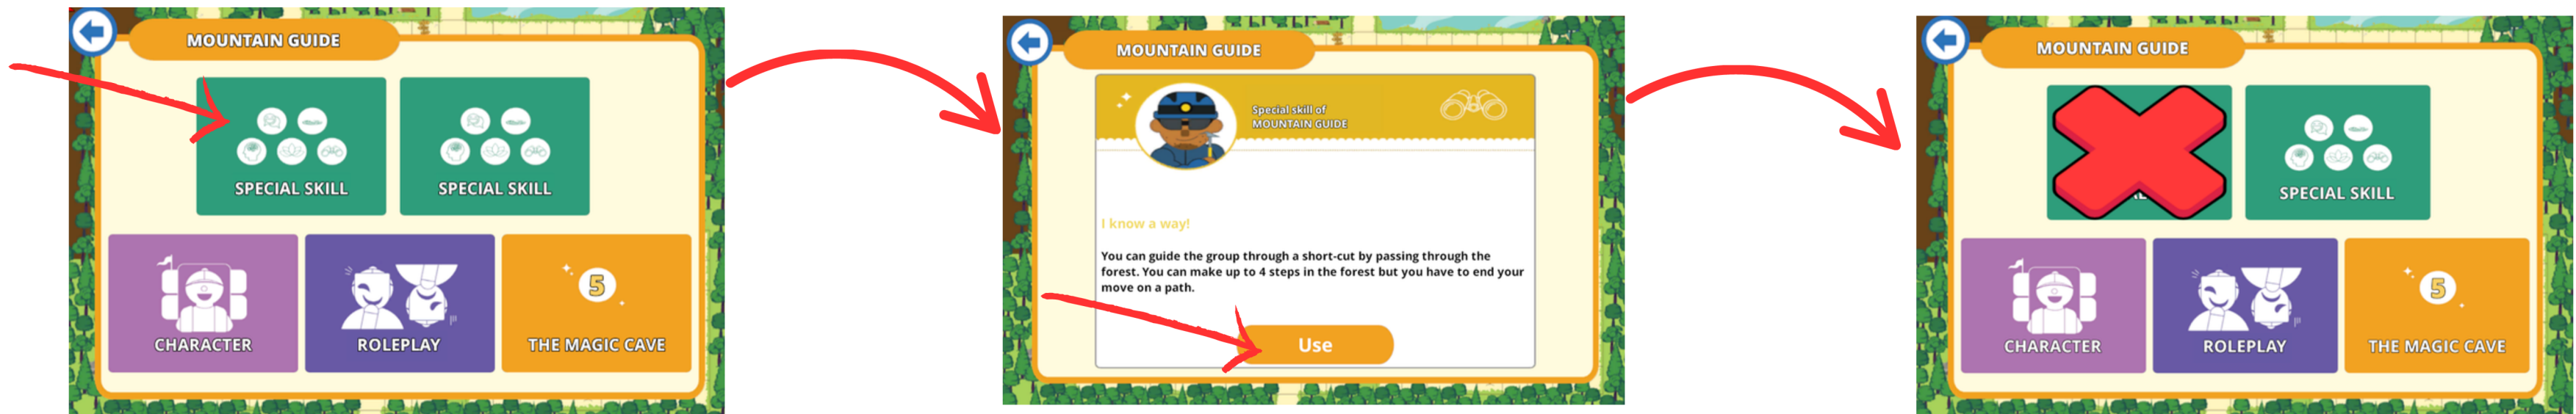 MOUNTAIN GUIDE
SPECIAL SKILL
SPECIAL SKILL
CHARACTER
ROLEPLAY
5
THE MAGIC CAVE
MOUNTAIN GUIDE
Special skill of
MOUNTAIN GUIDE
I know a way!
You can guide the group through a short-cut by passing through the
forest. You can make up to 4 steps in the forest but you have to end your
move on a path.
Use
MOUNTAIN GUIDE
SPECIAL SKILL
CHARACTER
ROLEPLAY
5
THE MAGIC CAVE